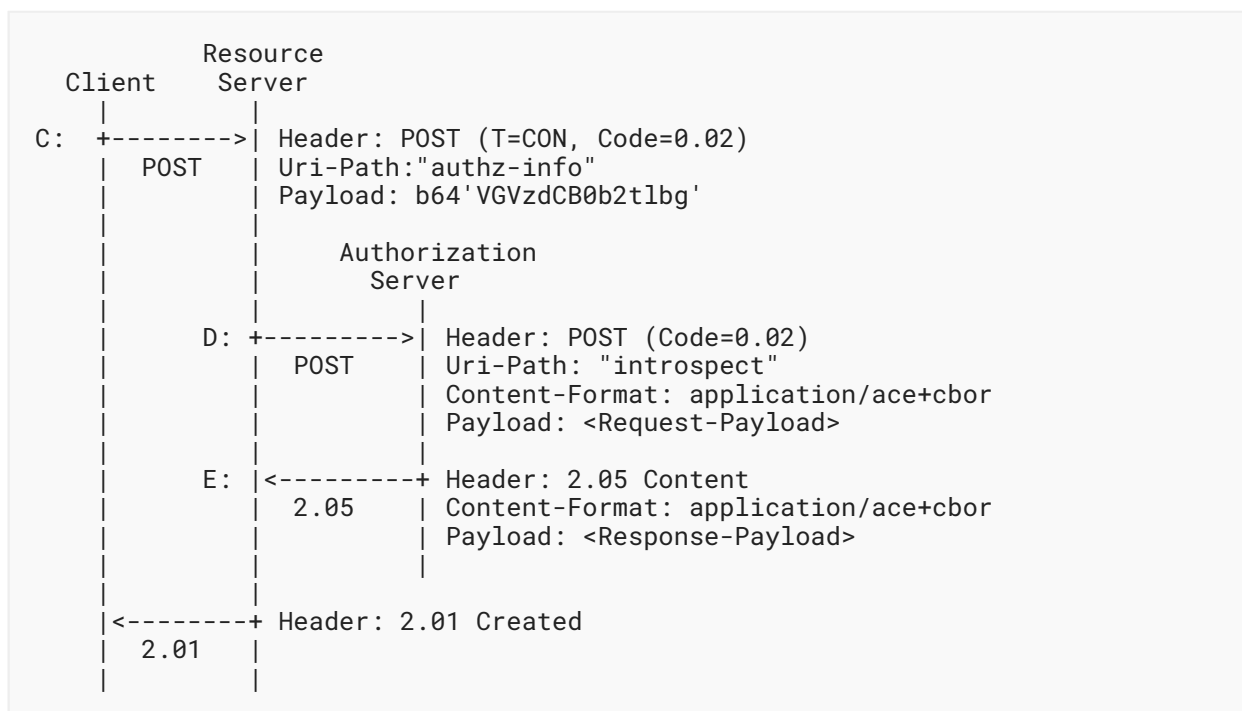 Resource
Client Server
C: +-------->| Header: POST (T=CON, Code=0.02)
| POST | Uri-Path:"authz-info"
| | Payload: b64'VGVzdCB0b2tlbg'
Authorization
Server
D: +--------->| Header: POST (Code=0.02)
| POST | Uri-Path: "introspect"
| | Content-Format: application/ace+cbor
| | Payload: <Request-Payload>
E: |<---------+ Header: 2.05 Content
| 2.05 | Content-Format: application/ace+cbor
| | Payload: <Response-Payload>
|<--------+ Header: 2.01 Created
| 2.01 |